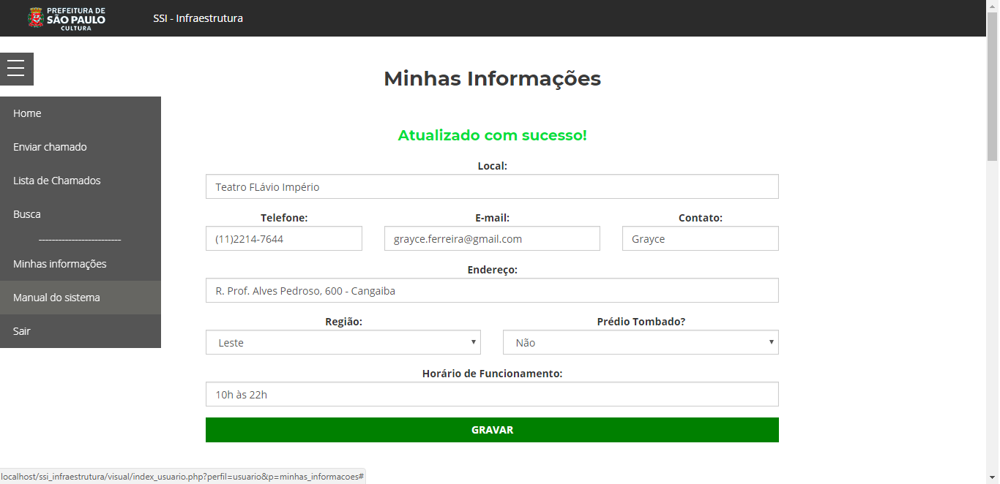 PREFEITURA DE
SÃO PAULO
CULTURA
SSI - Infraestrutura
Minhas Informações
Home
Enviar chamado
Lista de Chamados
Busca
-------------------------
Minhas informações
Manual do sistema
Sair
Atualizado com sucesso!
Local:
Teatro FLávio Império
Telefone: E-mail: Contato:
(11)2214-7644 grayce.ferreira@gmail.com Grayce
Endereço:
R. Prof. Alves Pedroso, 600 - Cangaiba
Região: Prédio Tombado?
Leste Não
Horário de Funcionamento:
10h às 22h
GRAVAR
localhost/ssi_infraestrutura/visual/index_usuario.php?perfil=usuario&p=minhas_informacoes#